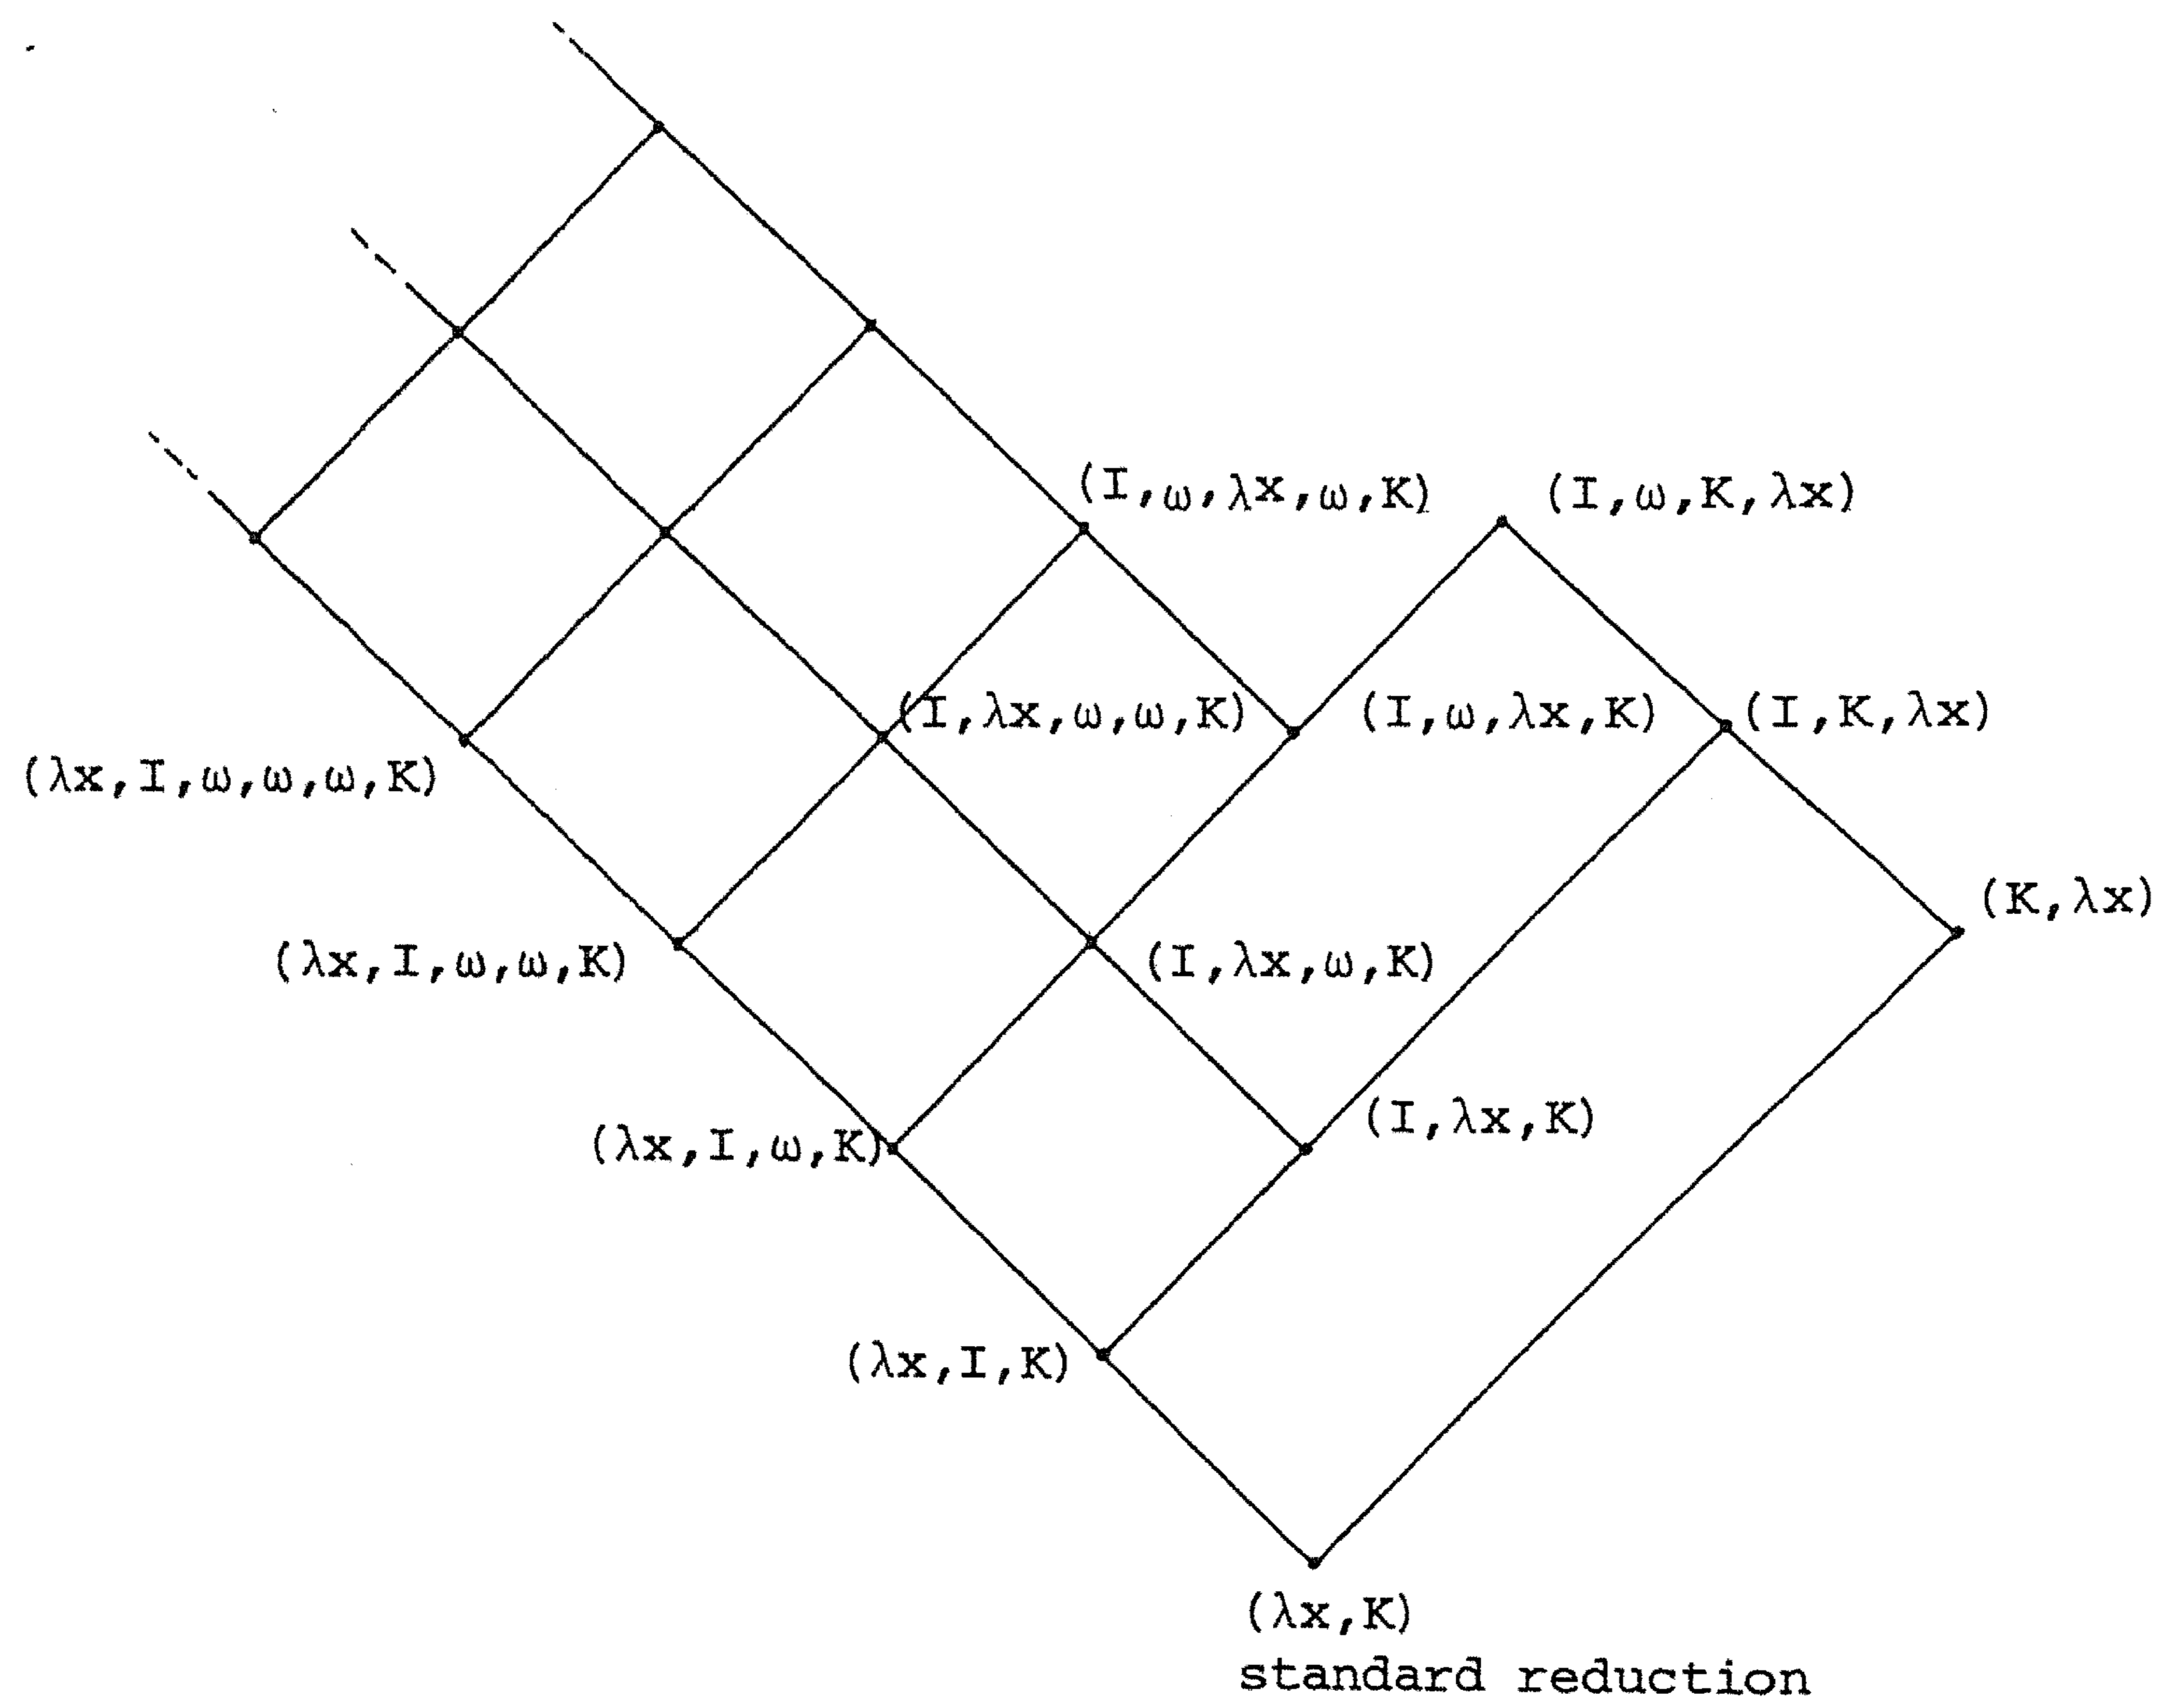 (I,ω,λx,ω,K)
(I,ω,K,λx)
(I,λx,ω,ω,K)
(I,ω,λx,K)
(I,K,λx)
(λx,I,ω,ω,ω,K)
(K,λx)
(λx,I,ω,ω,K)
(I,λx,ω,K)
(λx,I,ω,K)
(I,λx,K)
(λx,I,K)
(λx,K)
standard reduction